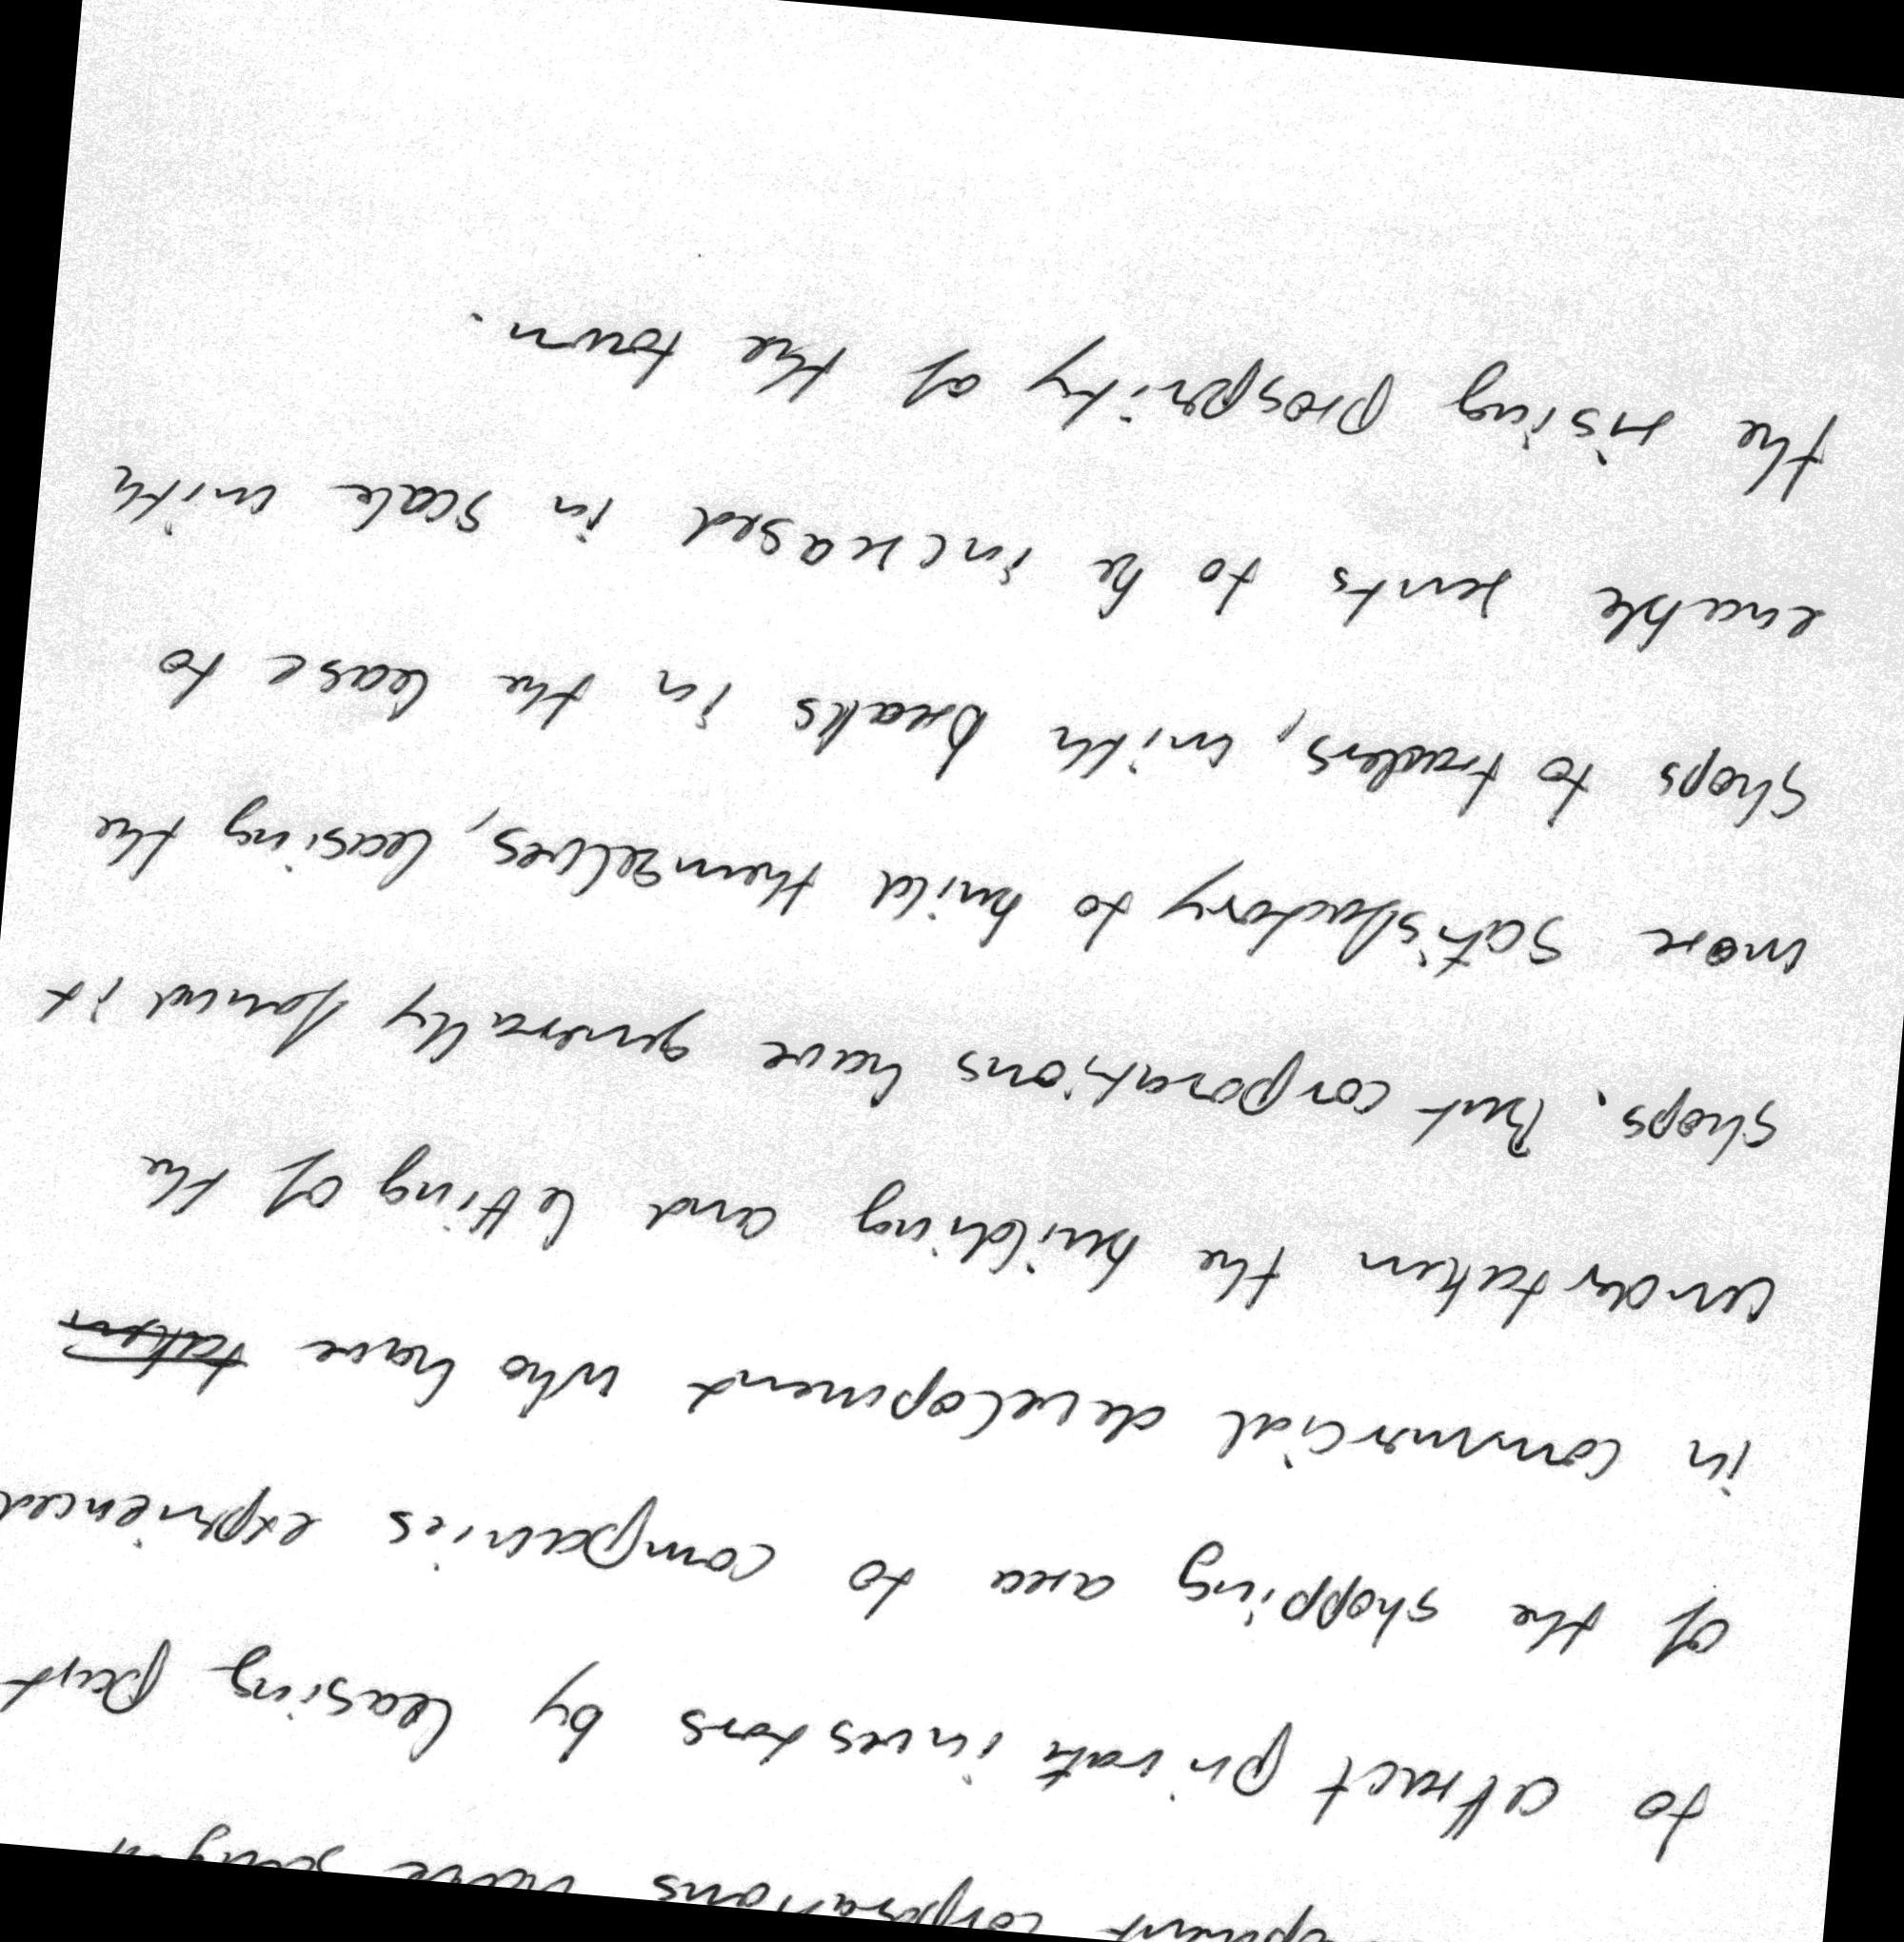 corporations have
to attract private investors by leasing part
of the shopping area to companies experienced
in commercial development who have taken
undertaken the building and letting of the
shops. But corporations have generally found it
more satisfactory to build themselves, leasing the
shops to traders, with breaks in the lease to
enable rents to be increased in scale with
the rising prosperity of the town.